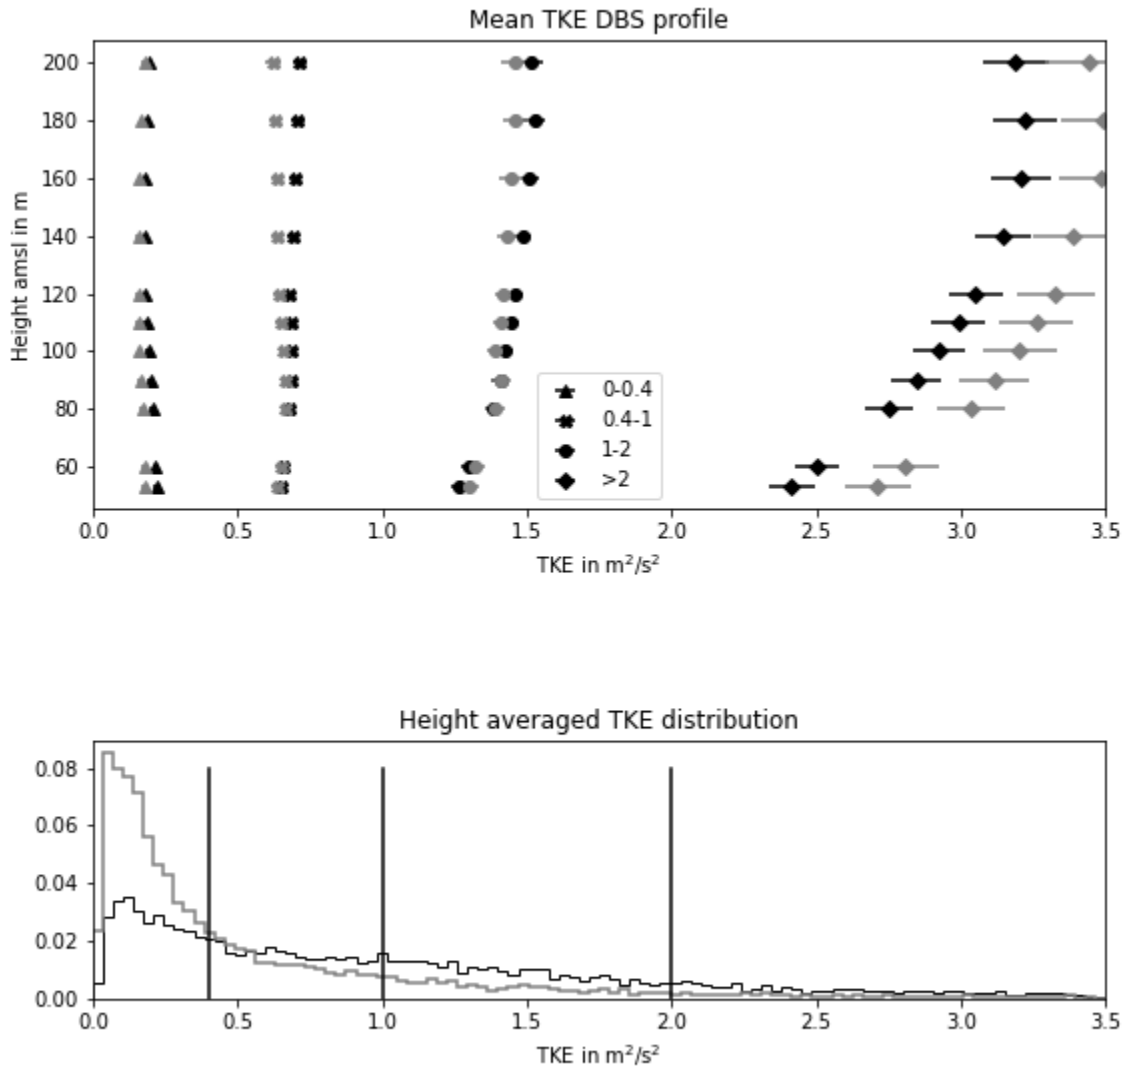 Mean TKE DBS profile
Height amsl in m
200
180
160
140
120
100
80
60
0-0.4
0.4-1
1-2
>2
0.0 0.5 1.0 1.5 2.0 2.5 3.0 3.5
TKE in m²/s²
Height averaged TKE distribution
0.08
0.06
0.04
0.02
0.00
0.0 0.5 1.0 1.5 2.0 2.5 3.0 3.5
TKE in m²/s²